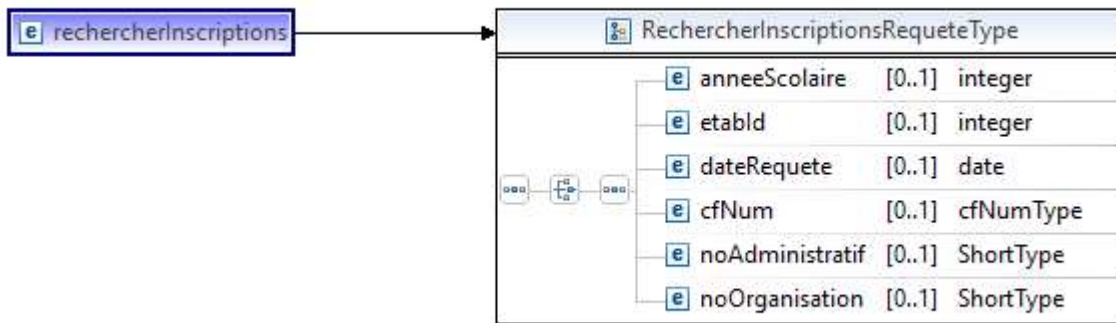 e rechercherInscriptions
RechercherInscriptionsRequeteType
e anneeScolaire [0..1] integer
e etabId [0..1] integer
e dateRequete [0..1] date
e cfNum [0..1] cfNumType
e noAdministratif [0..1] ShortType
e noOrganisation [0..1] ShortType